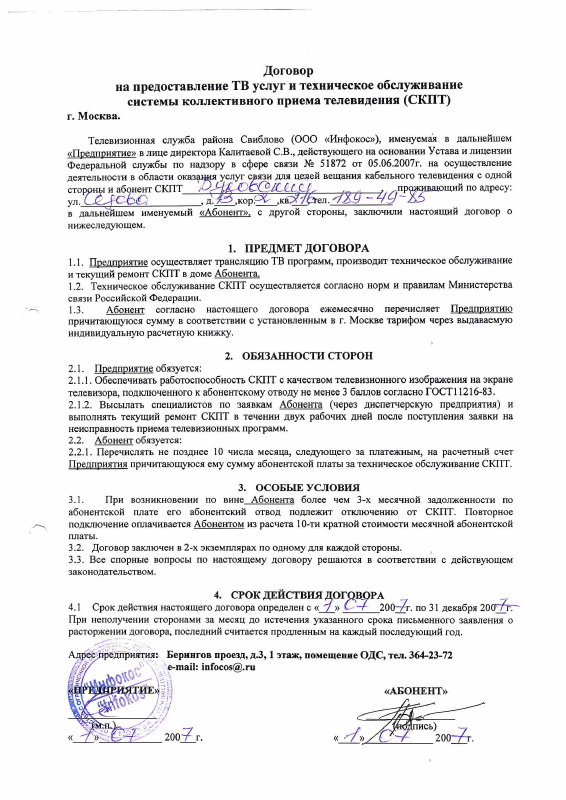 Договор
на предоставление ТВ услуг и техническое обслуживание
системы коллективного приема телевидения (СКПТ)
г. Москва.
Телевизионная служба района Свиблово (ООО «Инфокос»), именуемая в дальнейшем
«Предприятие» в лице директора Калитаевой С.В., действующего на основании Устава и лицензии
Федеральной службы по надзору в сфере связи № 51872 от 05.06.2007г. на осуществление
деятельности в области оказания услуг связи для целей вещания кабельного телевидения с одной
стороны и абонент СКПТ Дяковский, проживающий по адресу:
ул. Седова, д. 13, кор. 2, кв. 216 тел. 189-49-83
в дальнейшем именуемый «Абонент», с другой стороны, заключили настоящий договор о
нижеследующем.
1. ПРЕДМЕТ ДОГОВОРА
1.1. Предприятие осуществляет трансляцию ТВ программ, производит техническое обслуживание
и текущий ремонт СКПТ в доме Абонента.
1.2. Техническое обслуживание СКПТ осуществляется согласно норм и правилам Министерства
связи Российской Федерации.
1.3. Абонент согласно настоящего договора ежемесячно перечисляет Предприятию
причитающуюся сумму в соответствии с установленным в г. Москве тарифом через выдаваемую
индивидуальную расчетную книжку.
2. ОБЯЗАННОСТИ СТОРОН
2.1. Предприятие обязуется:
2.1.1. Обеспечивать работоспособность СКПТ с качеством телевизионного изображения на экране
телевизора, подключенного к абонентскому отводу не менее 3 баллов согласно ГОСТ11216-83.
2.1.2. Высылать специалистов по заявкам Абонента (через диспетчерскую предприятия) и
выполнять текущий ремонт СКПТ в течении двух рабочих дней после поступления заявки на
неисправность приема телевизионных программ.
2.2. Абонент обязуется:
2.2.1. Перечислять не позднее 10 числа месяца, следующего за платежным, на расчетный счет
Предприятия причитающуюся ему сумму абонентской платы за техническое обслуживание СКПТ.
3. ОСОБЫЕ УСЛОВИЯ
3.1. При возникновении по вине Абонента более чем 3-х месячной задолженности по
абонентской плате его абонентский отвод подлежит отключению от СКПТ. Повторное
подключение оплачивается Абонентом из расчета 10-ти кратной стоимости месячной абонентской
платы.
3.2. Договор заключен в 2-х экземплярах по одному для каждой стороны.
3.3. Все спорные вопросы по настоящему договору решаются в соответствии с действующем
законодательством.
4. СРОК ДЕЙСТВИЯ ДОГОВОРА
4.1 Срок действия настоящего договора определен с «1» 07 2007г. по 31 декабря 2007г.
При неполучении сторонами за месяц до истечения указанного срока письменного заявления о
расторжении договора, последний считается продленным на каждый последующий год.
Адрес предприятия: Берингов проезд, д.3, 1 этаж, помещение ОДС, тел. 364-23-72
e-mail: infocos@.ru
«ПРЕДПРИЯТИЕ» «АБОНЕНТ»
"Инфокос"
"Инфокос"
(м.п.) (подпись)
«1» 07 2007г. «1» 07 2007г.